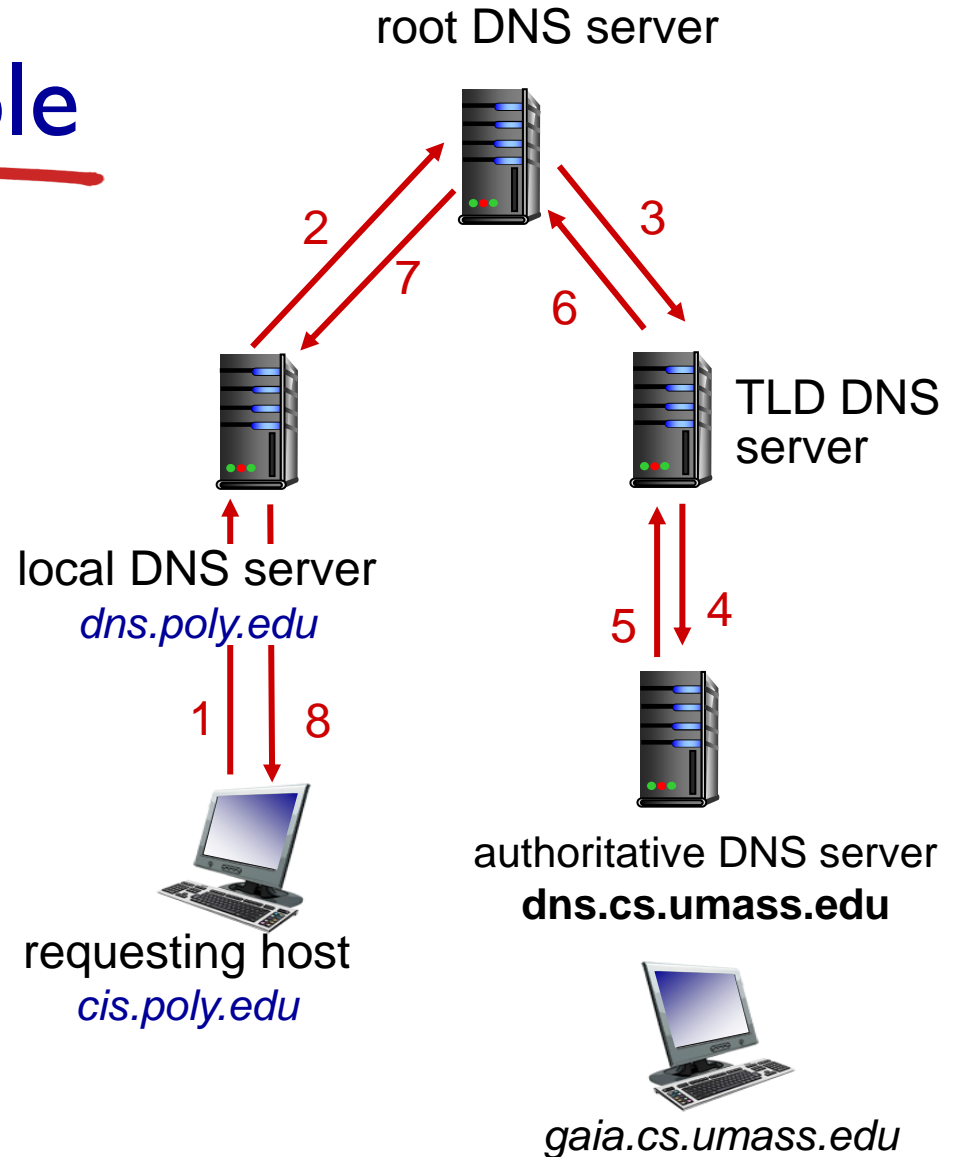 root DNS server
ole
2
3
7
6
TLD DNS
server
local DNS server
dns.poly.edu
5
4
1
8
authoritative DNS server
dns.cs.umass.edu
requesting host
cis.poly.edu
gaia.cs.umass.edu